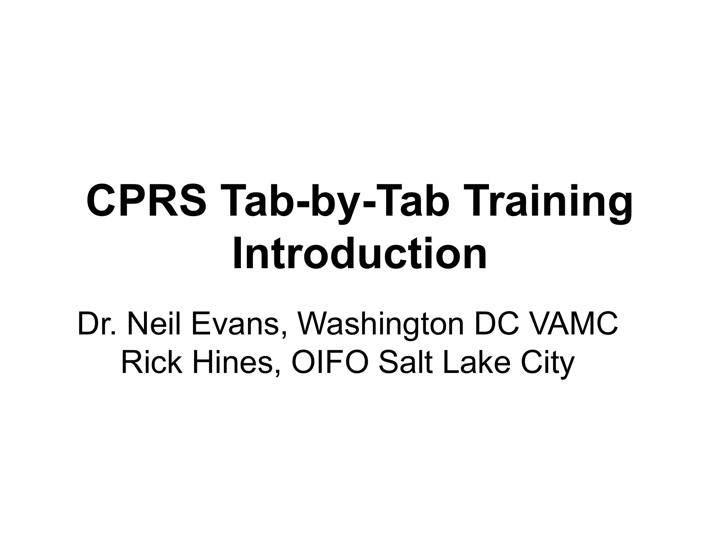 CPRS Tab-by-Tab Training
Introduction
Dr. Neil Evans, Washington DC VAMC
Rick Hines, OIFO Salt Lake City